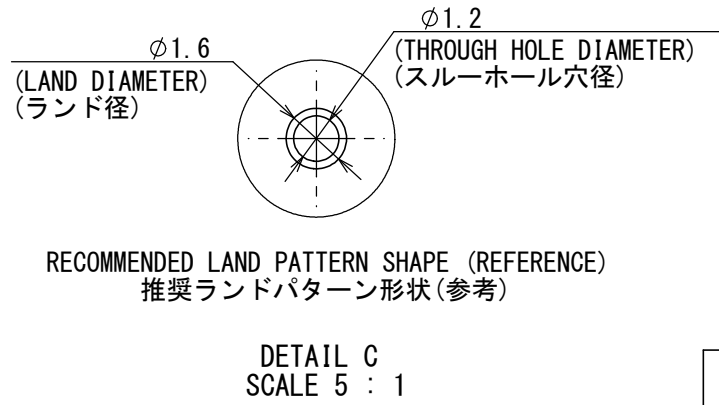 ⌀1.6
(LAND DIAMETER)
(ランド径)
⌀1.2
(THROUGH HOLE DIAMETER)
(スルーホール穴径)
RECOMMENDED LAND PATTERN SHAPE (REFERENCE)
推奨ランドパターン形状(参考)
DETAIL C
SCALE 5 : 1